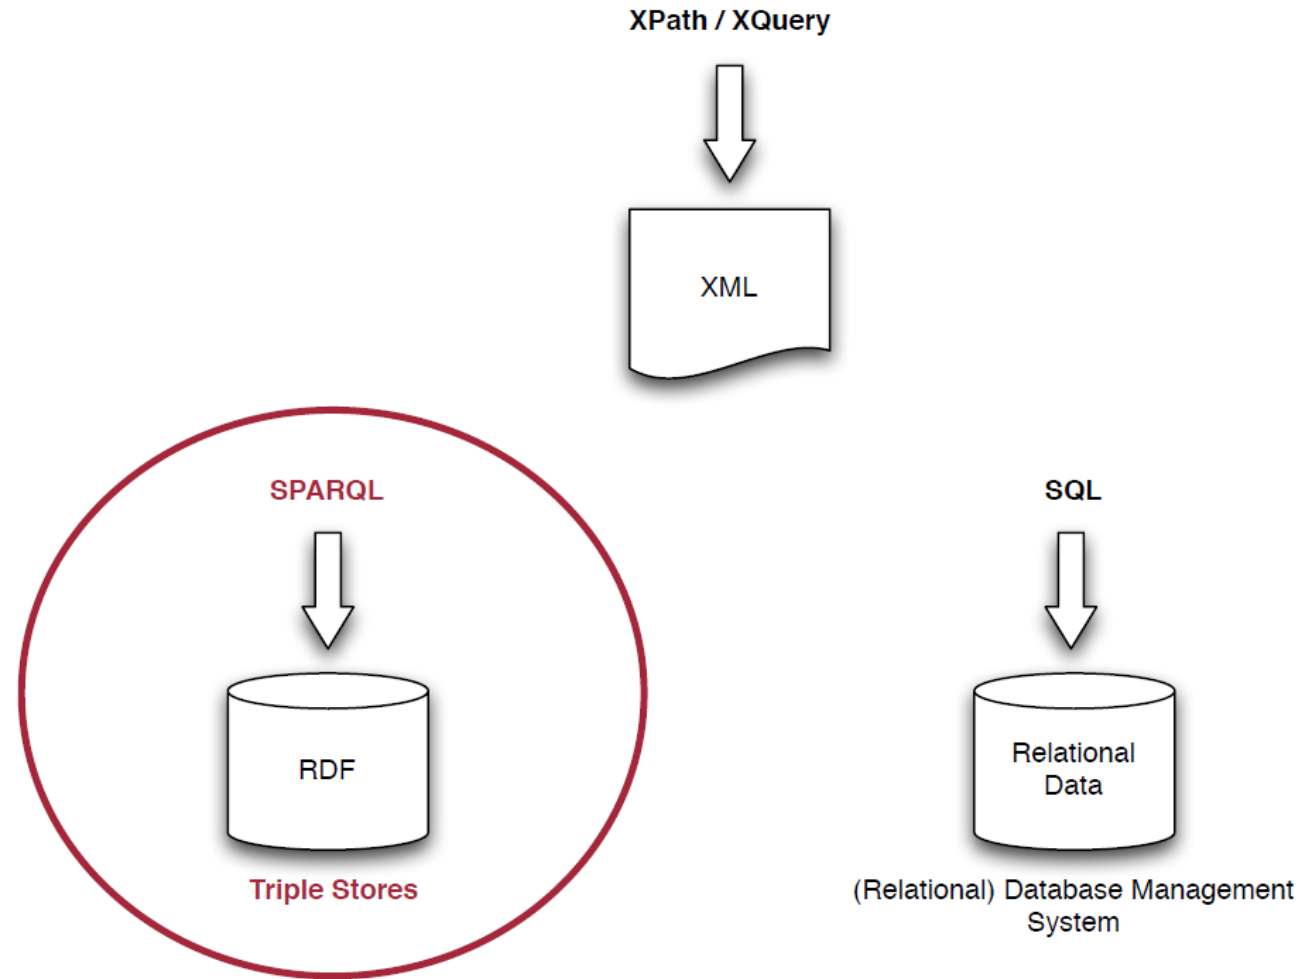 XPath / XQuery
XML
SPARQL
RDF
Triple Stores
SQL
Relational
Data
(Relational) Database Management
System